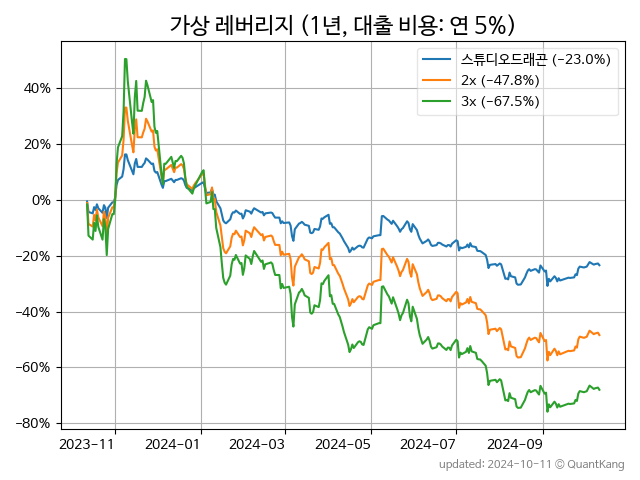 가상 레버리지 (1년, 대출 비용: 연 5%)
스튜디오드래곤 (-23.0%)
2x (-47.8%)
3x (-67.5%)
40%
20%
0%
-20%
-40%
-60%
-80%
2023-11 2024-01 2024-03 2024-05 2024-07 2024-09
updated: 2024-10-11 © QuantKang